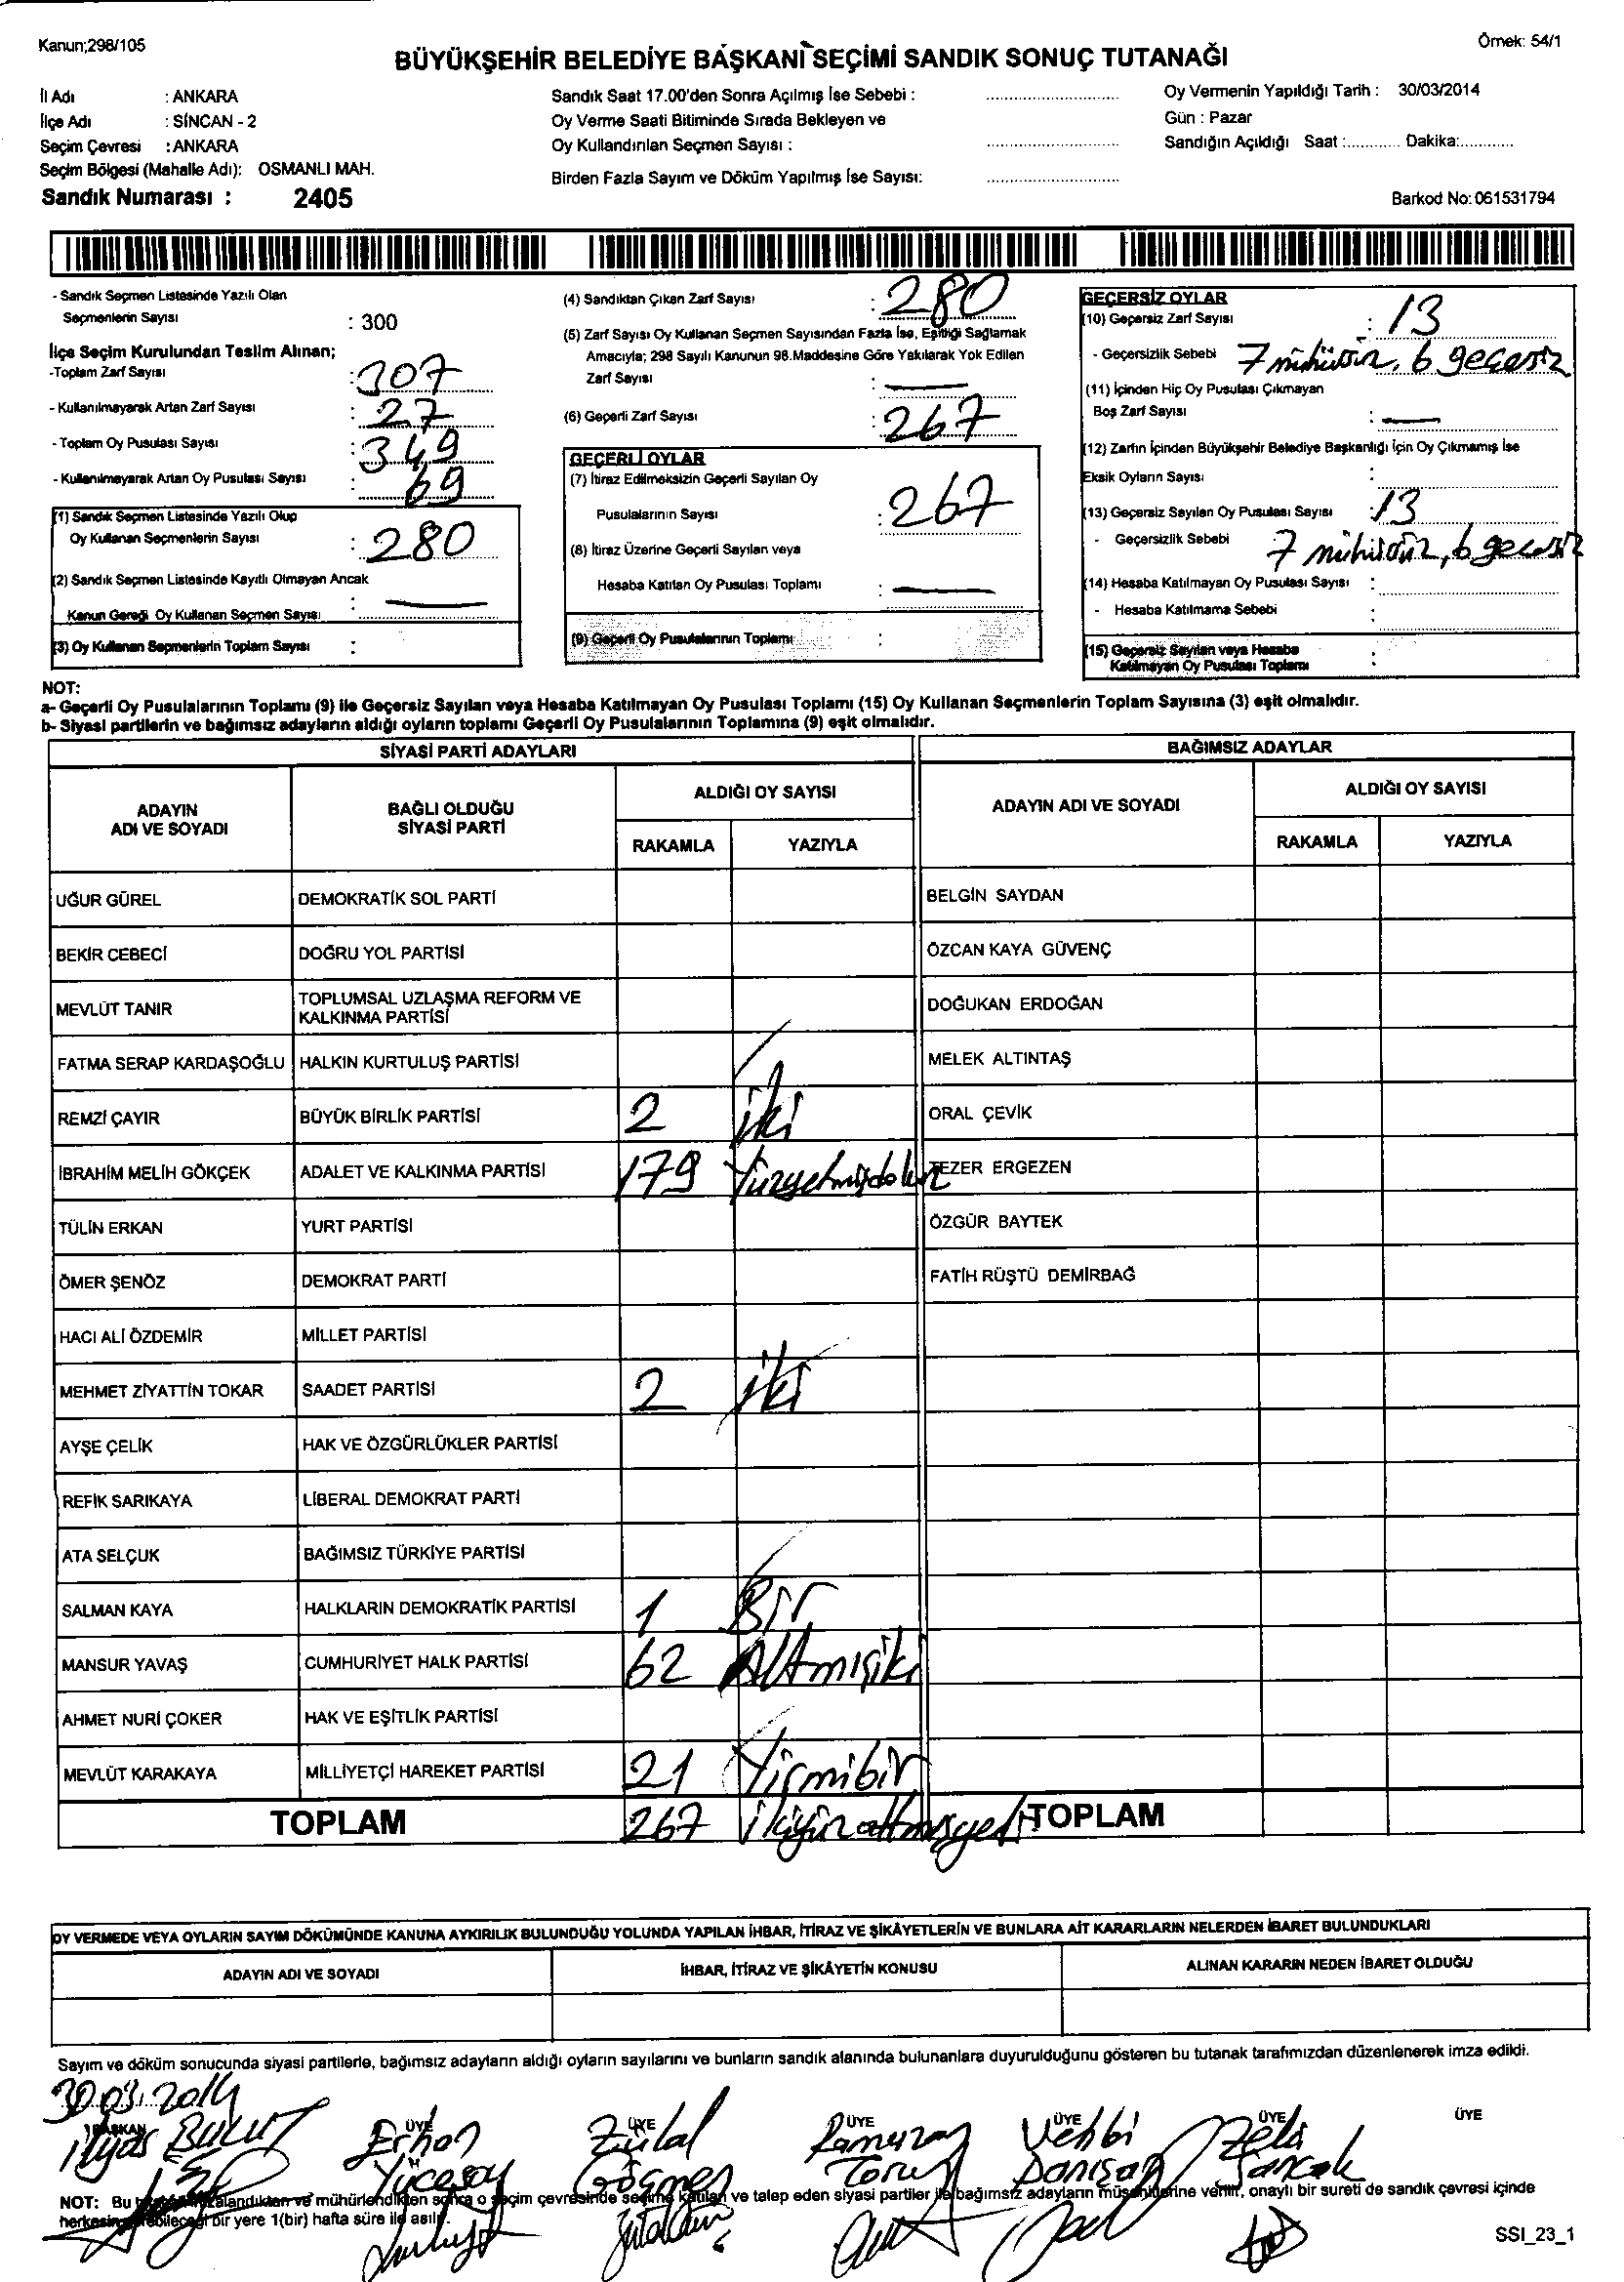 Kanun;298/105
Örnek: 54/1
BÜYÜKŞEHİR BELEDİYE BAŞKANI SEÇİMİ SANDIK SONUÇ TUTANAĞI
İl Adı : ANKARA
İlçe Adı : SİNCAN - 2
Seçim Çevresi : ANKARA
Seçim Bölgesi (Mahalle Adı): OSMANLI MAH.
Sandık Numarası : 2405
Sandık Saat 17.00'den Sonra Açılmış İse Sebebi :
Oy Verme Saati Bitiminde Sırada Bekleyen ve
Oy Kullandırılan Seçmen Sayısı :
Birden Fazla Sayım ve Döküm Yapılmış İse Sayısı:
Oy Vermenin Yapıldığı Tarih : 30/03/2014
Gün : Pazar
Sandığın Açıldığı Saat :............ Dakika:............
Barkod No: 061531794
- Sandık Seçmen Listesinde Yazılı Olan
Seçmenlerin Sayısı : 300
İlçe Seçim Kurulundan Teslim Alınan;
-Toplam Zarf Sayısı : 307
- Kullanılmayarak Artan Zarf Sayısı : 27
- Toplam Oy Pusulası Sayısı : 349
- Kullanılmayarak Artan Oy Pusulası Sayısı : 69
(1) Sandık Seçmen Listesinde Yazılı Olup
Oy Kullanan Seçmenlerin Sayısı : 280
(2) Sandık Seçmen Listesinde Kayıtlı Olmayan Ancak
Kanun Gereği Oy Kullanan Seçmen Sayısı : —
(3) Oy Kullanan Seçmenlerin Toplam Sayısı :
(4) Sandıktan Çıkan Zarf Sayısı : 280
(5) Zarf Sayısı Oy Kullanan Seçmen Sayısından Fazla İse, Eşitliği Sağlamak
Amacıyla; 298 Sayılı Kanunun 98.Maddesine Göre Yakılarak Yok Edilen
Zarf Sayısı : —
(6) Geçerli Zarf Sayısı : 267
GEÇERLİ OYLAR
(7) İtiraz Edilmeksizin Geçerli Sayılan Oy
Pusulalarının Sayısı : 267
(8) İtiraz Üzerine Geçerli Sayılan veya
Hesaba Katılan Oy Pusulası Toplamı : —
(9) Geçerli Oy Pusulalarının Toplamı :
GEÇERSİZ OYLAR
(10) Geçersiz Zarf Sayısı : 13
- Geçersizlik Sebebi 7 mühürsüz, 6 geçersiz
(11) İçinden Hiç Oy Pusulası Çıkmayan
Boş Zarf Sayısı : —
(12) Zarfın İçinden Büyükşehir Belediye Başkanlığı İçin Oy Çıkmamış İse
Eksik Oyların Sayısı :
(13) Geçersiz Sayılan Oy Pusulası Sayısı : 13
- Geçersizlik Sebebi 7 mühürsüz, 6 geçersiz
(14) Hesaba Katılmayan Oy Pusulası Sayısı :
- Hesaba Katılmama Sebebi :
(15) Geçersiz Sayılan veya Hesaba
Katılmayan Oy Pusulası Toplamı :
NOT:
a- Geçerli Oy Pusulalarının Toplamı (9) ile Geçersiz Sayılan veya Hesaba Katılmayan Oy Pusulası Toplamı (15) Oy Kullanan Seçmenlerin Toplam Sayısına (3) eşit olmalıdır.
b- Siyasi partilerin ve bağımsız adayların aldığı oyların toplamı Geçerli Oy Pusulalarının Toplamına (9) eşit olmalıdır.
SİYASİ PARTİ ADAYLARI
ADAYIN ADI VE SOYADI BAĞLI OLDUĞU SİYASİ PARTİ ALDIĞI OY SAYISI
RAKAMLA YAZIYLA
UĞUR GÜREL DEMOKRATİK SOL PARTİ
BEKİR CEBECİ DOĞRU YOL PARTİSİ
MEVLÜT TANIR TOPLUMSAL UZLAŞMA REFORM VE KALKINMA PARTİSİ
FATMA SERAP KARDAŞOĞLU HALKIN KURTULUŞ PARTİSİ
REMZİ ÇAYIR BÜYÜK BİRLİK PARTİSİ 2 iki
İBRAHİM MELİH GÖKÇEK ADALET VE KALKINMA PARTİSİ 179 Yüzyetmişdokuz
TÜLİN ERKAN YURT PARTİSİ
ÖMER ŞENÖZ DEMOKRAT PARTİ
HACI ALİ ÖZDEMİR MİLLET PARTİSİ
MEHMET ZİYATTİN TOKAR SAADET PARTİSİ 2 iki
AYŞE ÇELİK HAK VE ÖZGÜRLÜKLER PARTİSİ
REFİK SARIKAYA LİBERAL DEMOKRAT PARTİ
ATA SELÇUK BAĞIMSIZ TÜRKİYE PARTİSİ
SALMAN KAYA HALKLARIN DEMOKRATİK PARTİSİ 1 Bir
MANSUR YAVAŞ CUMHURİYET HALK PARTİSİ 62 Altmışiki
AHMET NURİ ÇOKER HAK VE EŞİTLİK PARTİSİ
MEVLÜT KARAKAYA MİLLİYETÇİ HAREKET PARTİSİ 21 Yirmibir
TOPLAM 267 ikiyüzaltmışyedi
BAĞIMSIZ ADAYLAR
ADAYIN ADI VE SOYADI ALDIĞI OY SAYISI
RAKAMLA YAZIYLA
BELGİN SAYDAN
ÖZCAN KAYA GÜVENÇ
DOĞUKAN ERDOĞAN
MELEK ALTINTAŞ
ORAL ÇEVİK
TEZER ERGEZEN
ÖZGÜR BAYTEK
FATİH RÜŞTÜ DEMİRBAĞ
TOPLAM
OY VERMEDE VEYA OYLARIN SAYIM DÖKÜMÜNDE KANUNA AYKIRILIK BULUNDUĞU YOLUNDA YAPILAN İHBAR, İTİRAZ VE ŞİKÂYETLERİN VE BUNLARA AİT KARARLARIN NELERDEN İBARET BULUNDUKLARI
ADAYIN ADI VE SOYADI İHBAR, İTİRAZ VE ŞİKÂYETİN KONUSU ALINAN KARARIN NEDEN İBARET OLDUĞU
Sayım ve döküm sonucunda siyasi partilerle, bağımsız adayların aldığı oyların sayılarını ve bunların sandık alanında bulunanlara duyurulduğunu gösteren bu tutanak tarafımızdan düzenlenerek imza edildi.
30.03.2014
BAŞKAN ÜYE ÜYE ÜYE ÜYE ÜYE ÜYE
İlyas BULUT Erhan Yücesoy Zülal Göçmen Ramazan Torun Vehbi Danışan Zeki
NOT: Bu ve mühürlendikten sonra o seçim çevresinde seçime katılan ve talep eden siyasi partiler ile bağımsız adayların müşahitlerine verilir, onaylı bir sureti de sandık çevresi içinde
herkesin görebileceği bir yere 1(bir) hafta süre ile asılır.
SSI_23_1